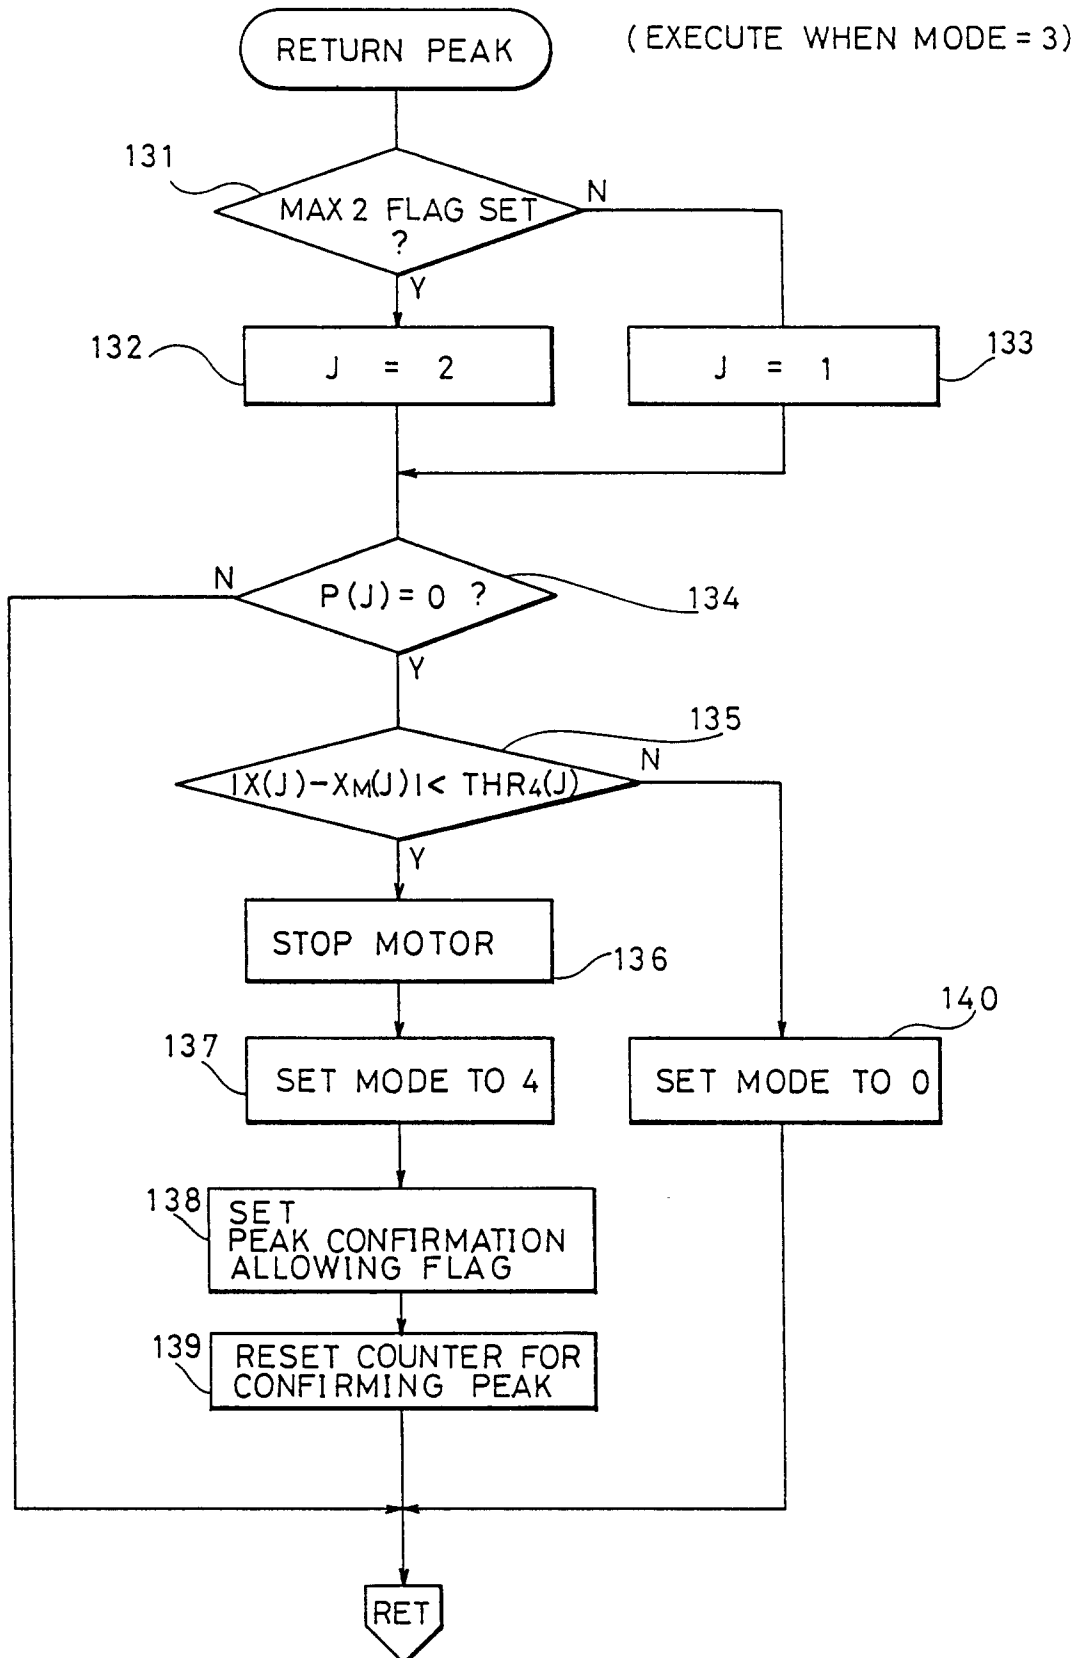 RETURN PEAK
(EXECUTE WHEN MODE = 3)
131
MAX 2 FLAG SET
?
N
Y
132
J = 2
J = 1
133
N
P(J) = 0 ?
134
Y
135
|X(J)-XM(J)|< THR4(J)
N
Y
STOP MOTOR
136
140
137
SET MODE TO 4
SET MODE TO 0
138
SET
PEAK CONFIRMATION
ALLOWING FLAG
139
RESET COUNTER FOR
CONFIRMING PEAK
RET